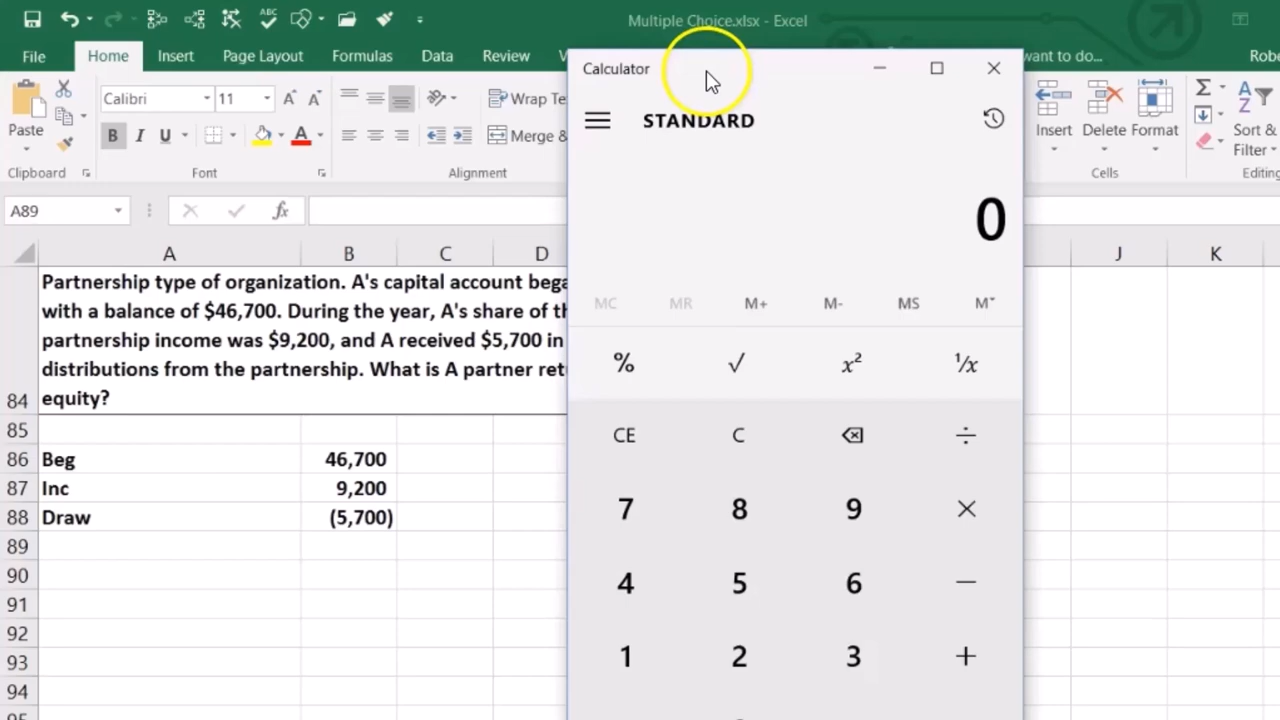 Multiple Choice.xlsx - Excel
File Home Insert Page Layout Formulas Data Review want to do...
Calibri 11 Wrap
Paste B I U A Merge & Insert Delete Format Sort &
Filter
Clipboard Font Alignment Cells
A89 fx
Calculator
STANDARD
0
MC MR M+ M- MS M˅
% √ x² ¹/x
CE C ÷
7 8 9 ×
4 5 6 −
1 2 3 +
A B C D J K
Partnership type of organization. A's capital account
with a balance of $46,700. During the year, A's share of
partnership income was $9,200, and A received $5,700 in
distributions from the partnership. What is A partner
84 equity?
85
86 Beg 46,700
87 Inc 9,200
88 Draw (5,700)
89
90
91
92
93
94